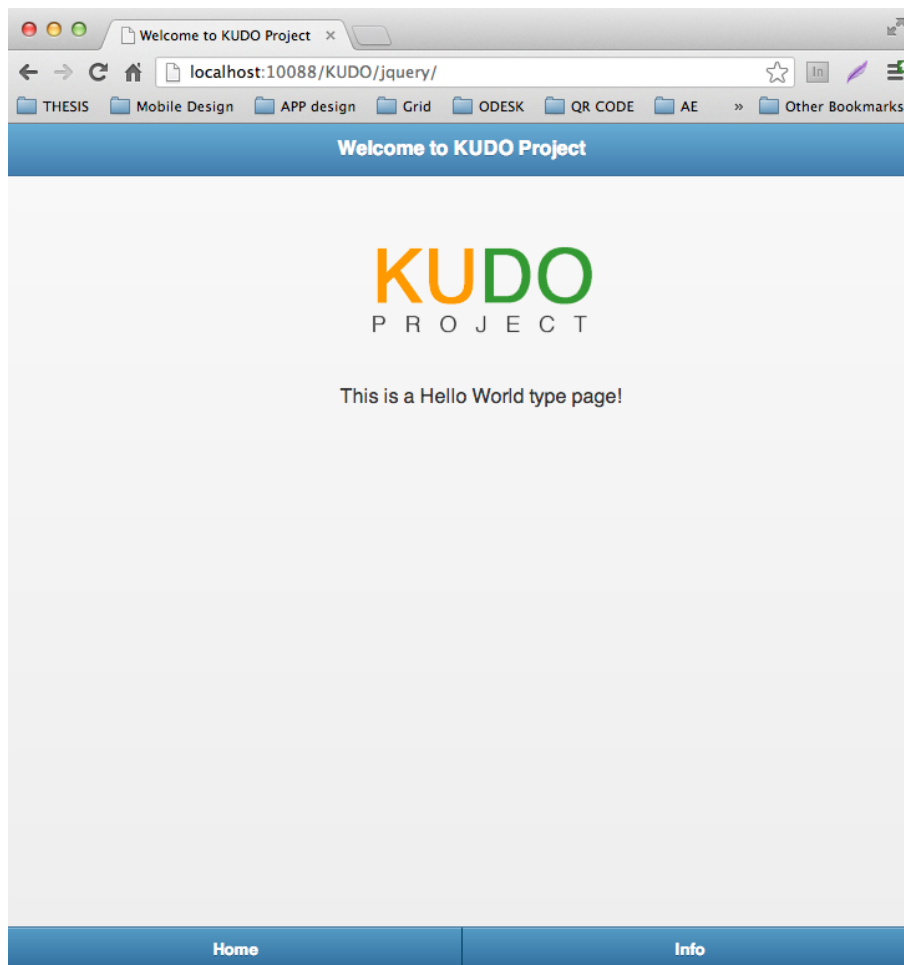 Welcome to KUDO Project ×
localhost:10088/KUDO/jquery/ In
THESIS Mobile Design APP design Grid ODESK QR CODE AE » Other Bookmarks
Welcome to KUDO Project
KUDO
PROJECT
This is a Hello World type page!
Home Info